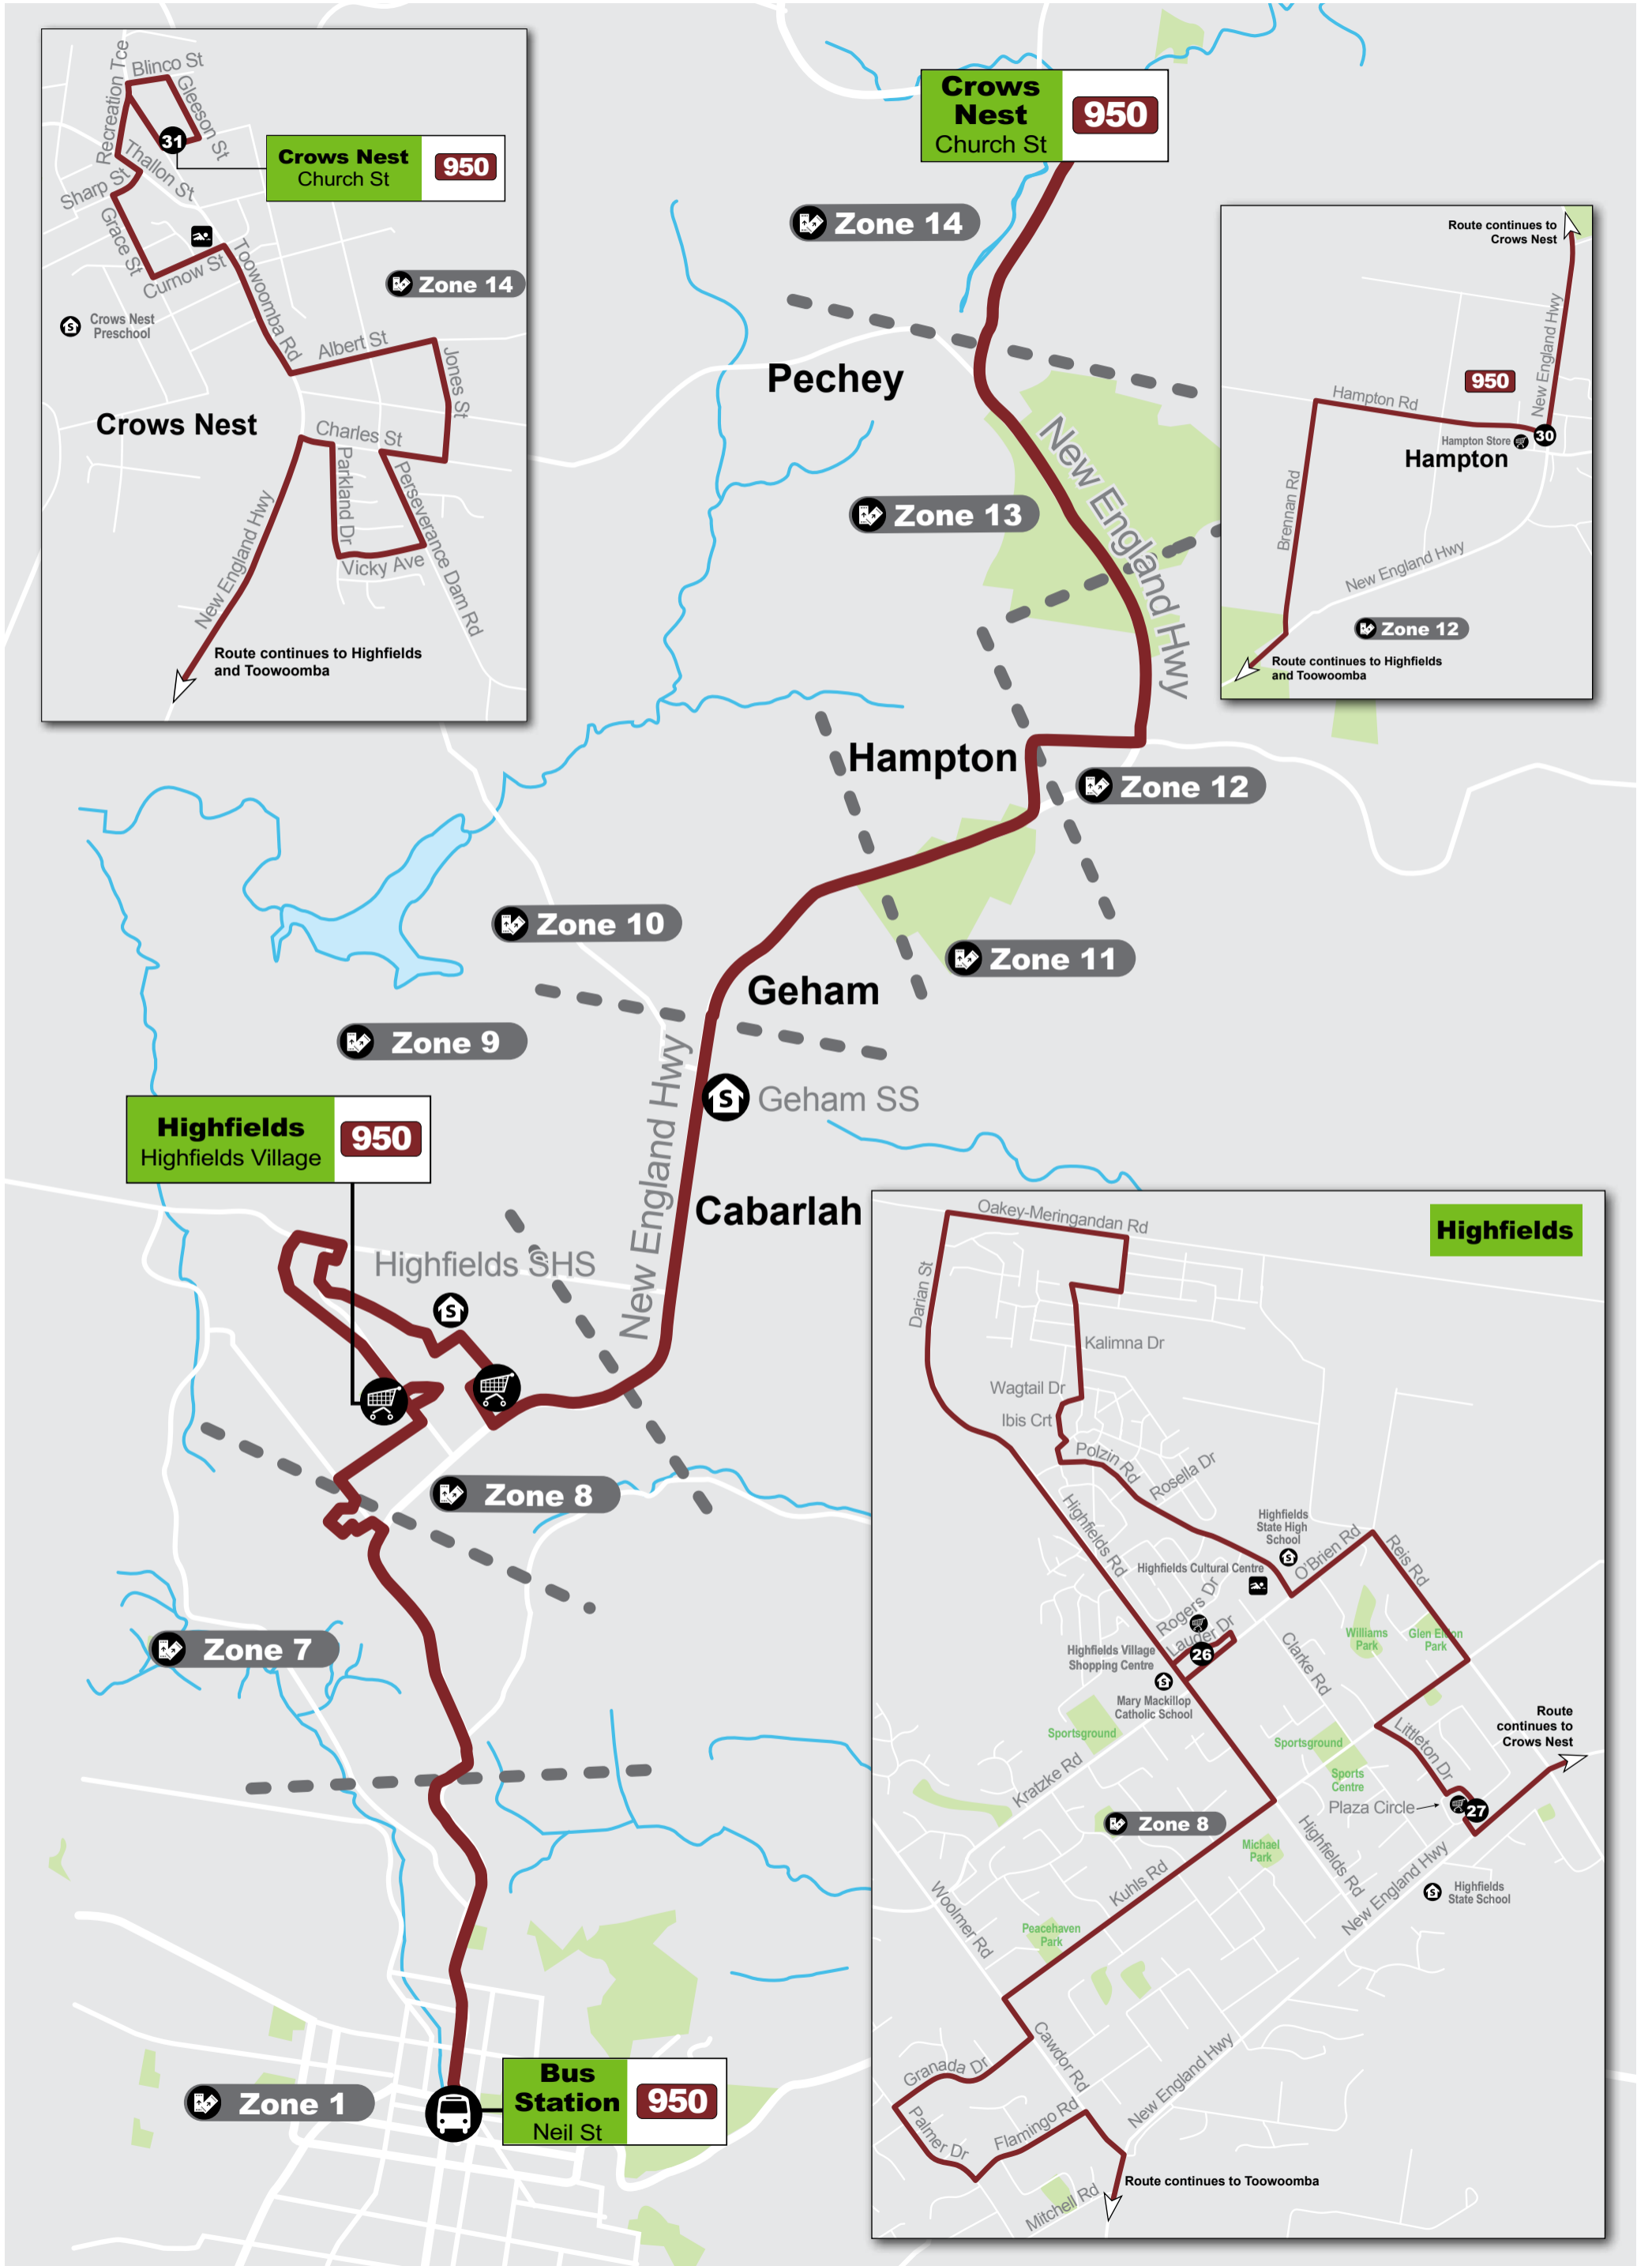 Recreation Tce
Blinco St
Gleeson St
31
Crows Nest
Church St
950
Thallon St
Sharp St
Grace St
Curnow St
Toowoomba Rd
Zone 14
Crows Nest
Preschool
Albert St
Jones St
Crows Nest
Charles St
Parkland Dr
Perseverance Dam Rd
Vicky Ave
New England Hwy
Route continues to Highfields
and Toowoomba
Crows
Nest
Church St
950
Zone 14
Pechey
Zone 13
New England Hwy
Route continues to
Crows Nest
New England Hwy
950
Hampton Rd
Hampton Store
30
Hampton
Brennan Rd
New England Hwy
Zone 12
Route continues to Highfields
and Toowoomba
Hampton
Zone 12
Zone 10
Zone 11
Geham
Zone 9
New England Hwy
S
Geham SS
Highfields
Highfields Village
950
Cabarlah
Highfields SHS
S
New England Hwy
Zone 8
Zone 7
Zone 1
Bus
Station
Neil St
950
Highfields
Oakey-Meringandan Rd
Darian St
Kalimna Dr
Wagtail Dr
Ibis Crt
Polzin Rd
Rosella Dr
Highfields Rd
Highfields
State High
School
O'Brien Rd
Reis Rd
Highfields Cultural Centre
Rogers Dr
Lauder Dr
26
Highfields Village
Shopping Centre
Mary Mackillop
Catholic School
Williams
Park
Glen Elton
Park
Clarke Rd
Sportsground
Kratzke Rd
Sportsground
Sports
Centre
Littleton Dr
Route
continues to
Crows Nest
Plaza Circle
27
Zone 8
Michael
Park
Highfields Rd
New England Hwy
Highfields
State School
Kuhls Rd
Woolmer Rd
Peacehaven
Park
Cawdor Rd
Granada Dr
Palmer Dr
Flamingo Rd
New England Hwy
Mitchell Rd
Route continues to Toowoomba